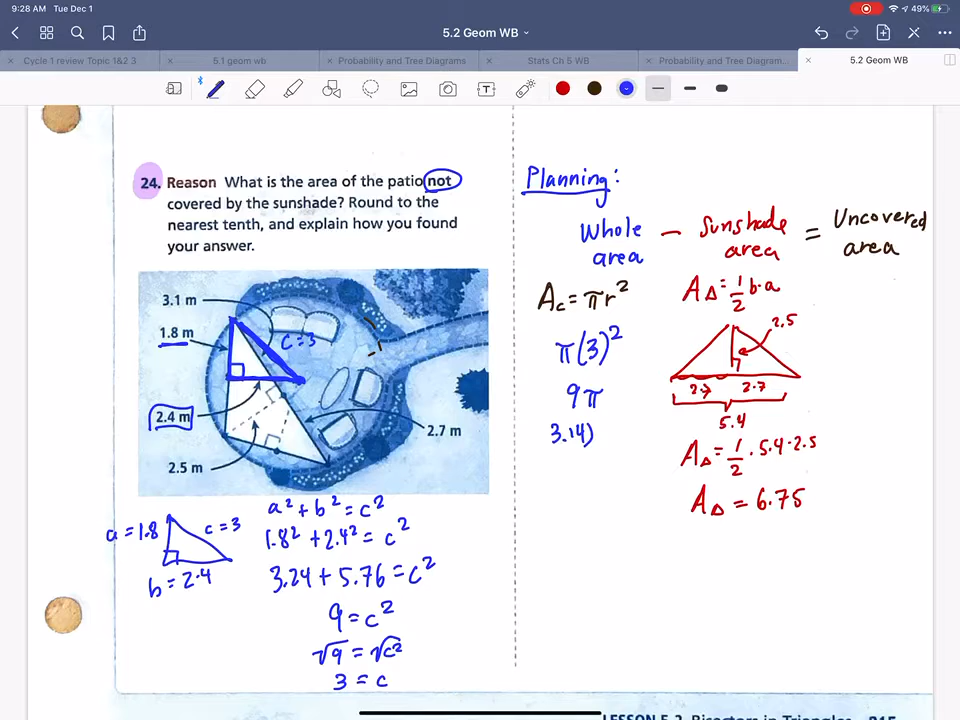 9:28 AM Tue Dec 1
49%
5.2 Geom WB
Cycle 1 review Topic 1&2 3
5.1 geom wb
Probability and Tree Diagrams
Stats Ch 5 WB
Probability and Tree Diagram...
5.2 Geom WB
24. Reason What is the area of the patio not
covered by the sunshade? Round to the
nearest tenth, and explain how you found
your answer.
3.1 m
1.8 m
c=3
2.4 m
2.7 m
2.5 m
a=1.8
c=3
b=2.4
a²+b²=c²
1.8²+2.4²=c²
3.24+5.76=c²
9=c²
√9=√c²
3=c
Planning:
Whole area − Sunshade area = Uncovered area
Ac=πr²
π(3)²
9π
3.14)
A△=1/2 b·a
2.5
2.7 2.7
5.4
A△=1/2·5.4·2.5
A△=6.75
LESSON 5-2 Bisectors in Triangles